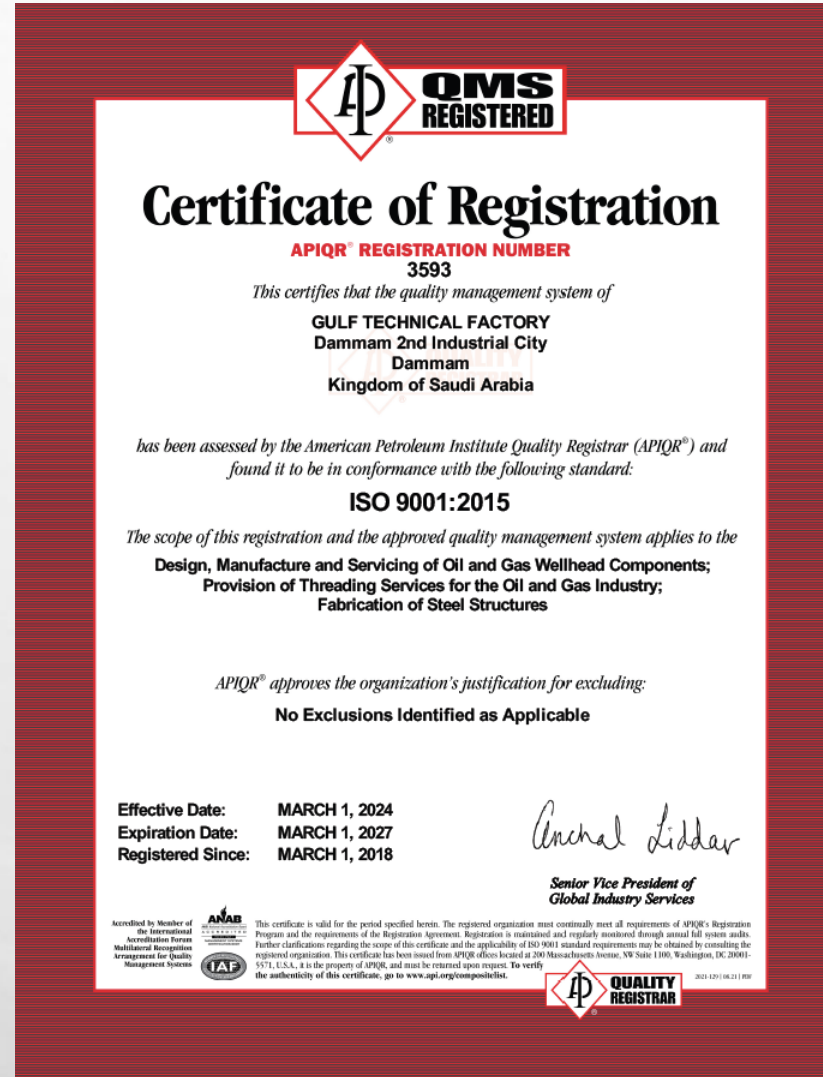 API QMS
REGISTERED
®
Certificate of Registration
APIQR® REGISTRATION NUMBER
3593
This certifies that the quality management system of
GULF TECHNICAL FACTORY
Dammam 2nd Industrial City
Dammam
Kingdom of Saudi Arabia
has been assessed by the American Petroleum Institute Quality Registrar (APIQR®) and
found it to be in conformance with the following standard:
ISO 9001:2015
The scope of this registration and the approved quality management system applies to the
Design, Manufacture and Servicing of Oil and Gas Wellhead Components;
Provision of Threading Services for the Oil and Gas Industry;
Fabrication of Steel Structures
APIQR® approves the organization's justification for excluding:
No Exclusions Identified as Applicable
Effective Date: MARCH 1, 2024
Expiration Date: MARCH 1, 2027
Registered Since: MARCH 1, 2018
Anchal Liddar
Senior Vice President of
Global Industry Services
Accredited by Member of
the International
Accreditation Forum
Multilateral Recognition
Arrangement for Quality
Management Systems
ANAB
ACCREDITED
IAF
This certificate is valid for the period specified herein. The registered organization must continually meet all requirements of APIQR's Registration
Program and the requirements of the Registration Agreement. Registration is maintained and regularly monitored through annual full system audits.
Further clarifications regarding the scope of this certificate and the applicability of ISO 9001 standard requirements may be obtained by consulting the
registered organization. This certificate has been issued from APIQR offices located at 200 Massachusetts Avenue, NW Suite 1100, Washington, DC 20001-
5571, U.S.A., it is the property of APIQR, and must be returned upon request. To verify
the authenticity of this certificate, go to www.api.org/compositelist.
2021-129 | 06.21 | PDF
API QUALITY
REGISTRAR
®